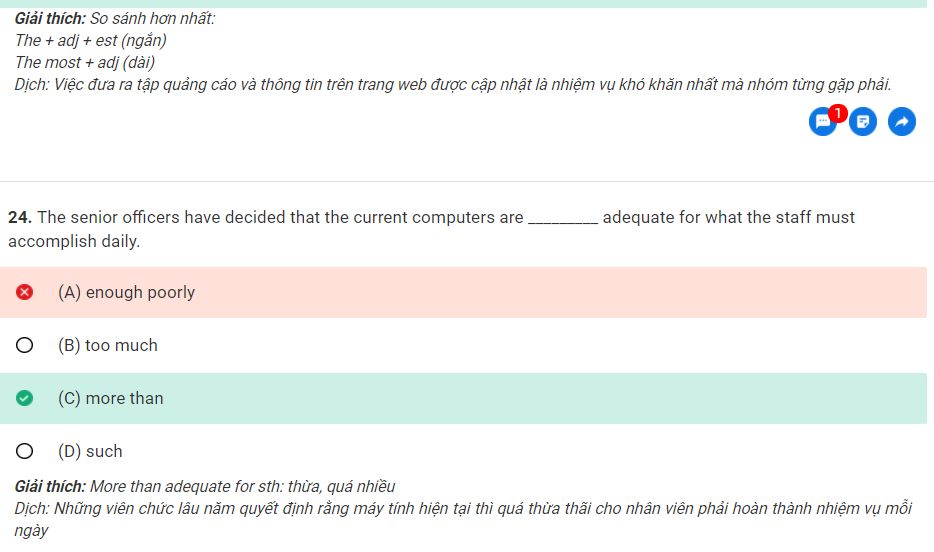 Giải thích: So sánh hơn nhất:
The + adj + est (ngắn)
The most + adj (dài)
Dịch: Việc đưa ra tập quảng cáo và thông tin trên trang web được cập nhật là nhiệm vụ khó khăn nhất mà nhóm từng gặp phải.
1
24. The senior officers have decided that the current computers are _________ adequate for what the staff must
accomplish daily.
(A) enough poorly
(B) too much
(C) more than
(D) such
Giải thích: More than adequate for sth: thừa, quá nhiều
Dịch: Những viên chức lâu năm quyết định rằng máy tính hiện tại thì quá thừa thãi cho nhân viên phải hoàn thành nhiệm vụ mỗi
ngày